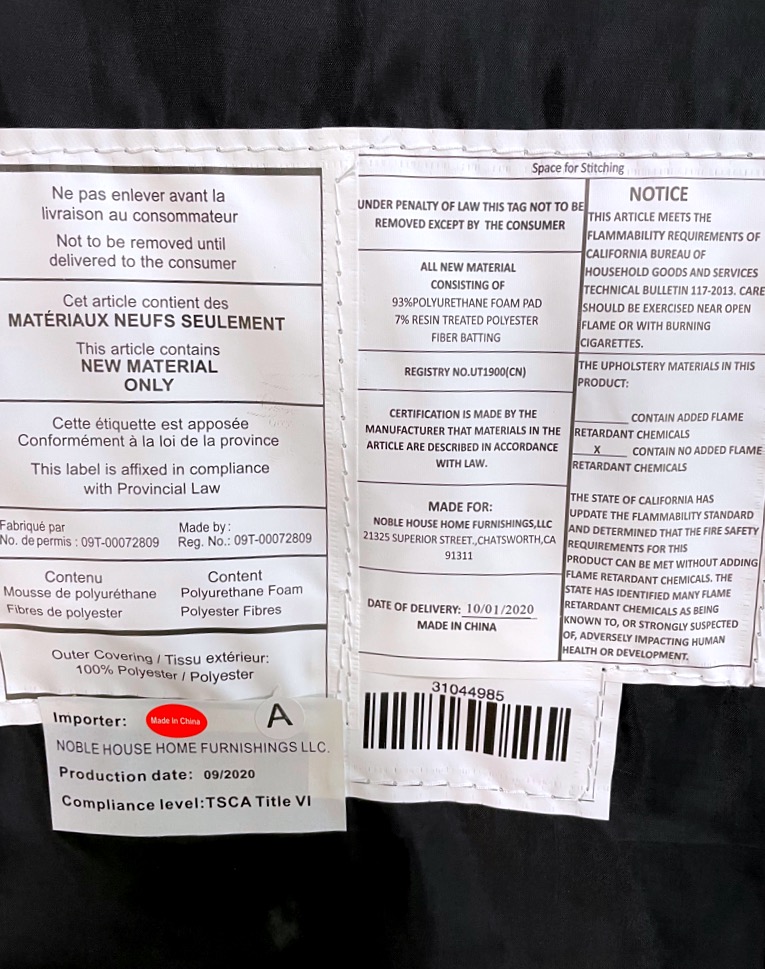 Ne pas enlever avant la
livraison au consommateur
Not to be removed until
delivered to the consumer
Cet article contient des
MATÉRIAUX NEUFS SEULEMENT
This article contains
NEW MATERIAL
ONLY
Cette étiquette est apposée
Conformément à la loi de la province
This label is affixed in compliance
with Provincial Law
Fabriqué par
No. de permis : 09T-00072809
Made by:
Reg. No.: 09T-00072809
Contenu
Mousse de polyuréthane
Fibres de polyester
Content
Polyurethane Foam
Polyester Fibres
Outer Covering / Tissu extérieur:
100% Polyester / Polyester
Importer: Made In China A
NOBLE HOUSE HOME FURNISHINGS LLC.
Production date: 09/2020
Compliance level:TSCA Title VI
Space for Stitching
UNDER PENALTY OF LAW THIS TAG NOT TO BE
REMOVED EXCEPT BY THE CONSUMER
ALL NEW MATERIAL
CONSISTING OF
93%POLYURETHANE FOAM PAD
7% RESIN TREATED POLYESTER
FIBER BATTING
REGISTRY NO.UT1900(CN)
CERTIFICATION IS MADE BY THE
MANUFACTURER THAT MATERIALS IN THE
ARTICLE ARE DESCRIBED IN ACCORDANCE
WITH LAW.
MADE FOR:
NOBLE HOUSE HOME FURNISHINGS,LLC
21325 SUPERIOR STREET.,CHATSWORTH,CA
91311
DATE OF DELIVERY: 10/01/2020
MADE IN CHINA
NOTICE
THIS ARTICLE MEETS THE
FLAMMABILITY REQUIREMENTS OF
CALIFORNIA BUREAU OF
HOUSEHOLD GOODS AND SERVICES
TECHNICAL BULLETIN 117-2013. CARE
SHOULD BE EXERCISED NEAR OPEN
FLAME OR WITH BURNING
CIGARETTES.
THE UPHOLSTERY MATERIALS IN THIS
PRODUCT:
CONTAIN ADDED FLAME
RETARDANT CHEMICALS
X CONTAIN NO ADDED FLAME
RETARDANT CHEMICALS
THE STATE OF CALIFORNIA HAS
UPDATE THE FLAMMABILITY STANDARD
AND DETERMINED THAT THE FIRE SAFETY
REQUIREMENTS FOR THIS
PRODUCT CAN BE MET WITHOUT ADDING
FLAME RETARDANT CHEMICALS. THE
STATE HAS IDENTIFIED MANY FLAME
RETARDANT CHEMICALS AS BEING
KNOWN TO, OR STRONGLY SUSPECTED
OF, ADVERSELY IMPACTING HUMAN
HEALTH OR DEVELOPMENT.
31044985